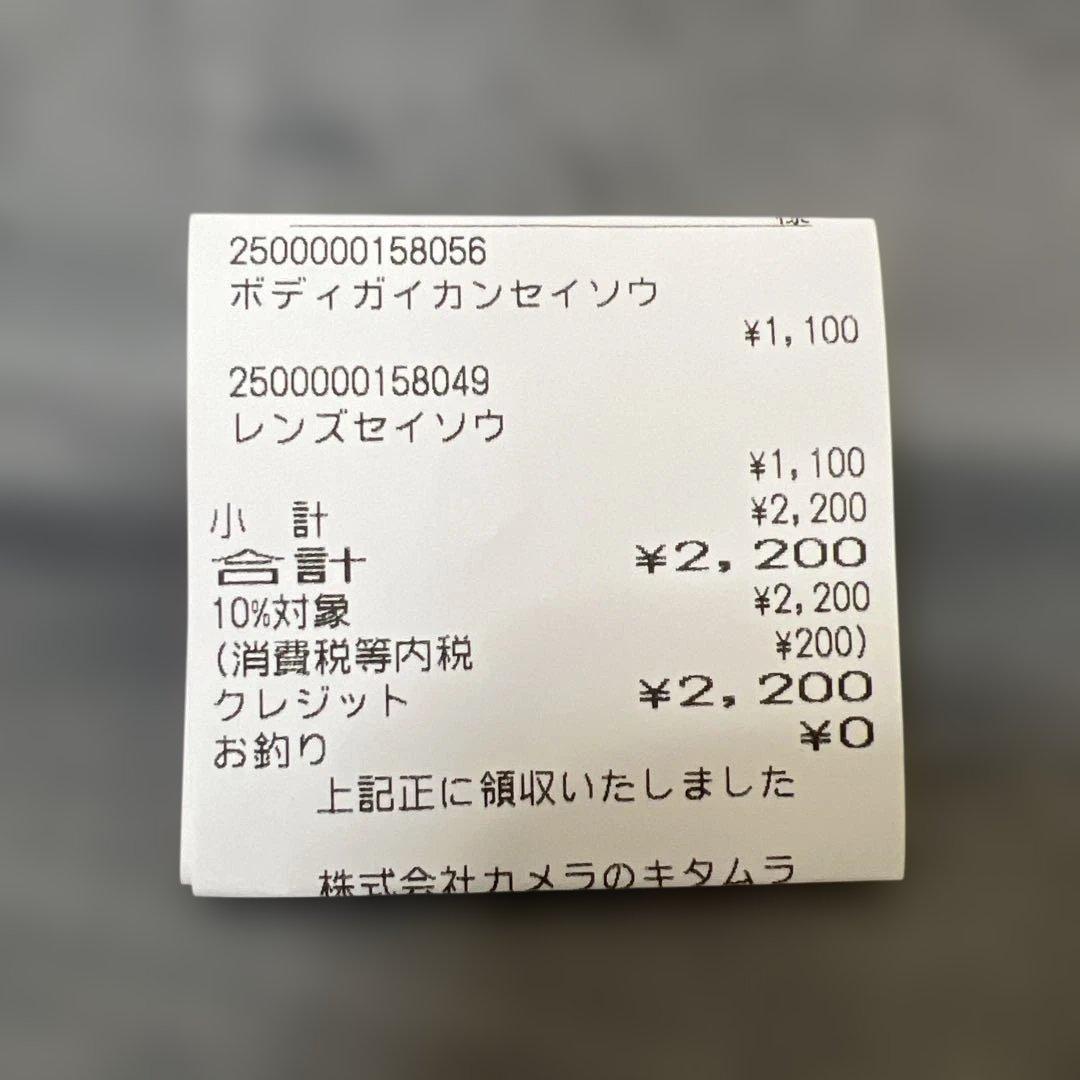 2500000158056
ボディガイカンセイソウ
¥1,100
2500000158049
レンズセイソウ
¥1,100
小 計 ¥2,200
合計 ¥2,200
10%対象 ¥2,200
(消費税等内税 ¥200)
クレジット ¥2,200
お釣り ¥0
上記正に領収いたしました
株式会社カメラのキタムラ